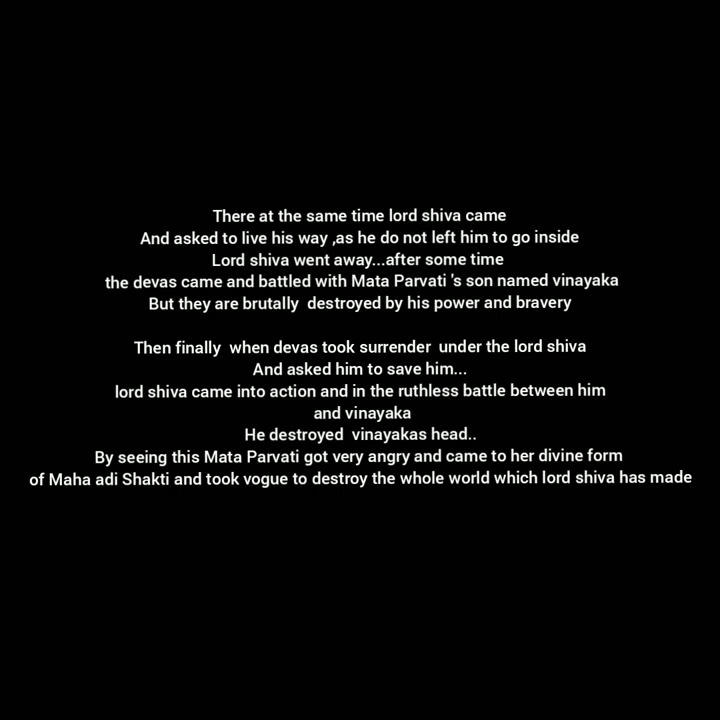 There at the same time lord shiva came
And asked to live his way ,as he do not left him to go inside
Lord shiva went away...after some time
the devas came and battled with Mata Parvati 's son named vinayaka
But they are brutally  destroyed by his power and bravery

Then finally  when devas took surrender  under the lord shiva
And asked him to save him...
lord shiva came into action and in the ruthless battle between him
and vinayaka
He destroyed  vinayakas head..
By seeing this Mata Parvati got very angry and came to her divine form
of Maha adi Shakti and took vogue to destroy the whole world which lord shiva has made